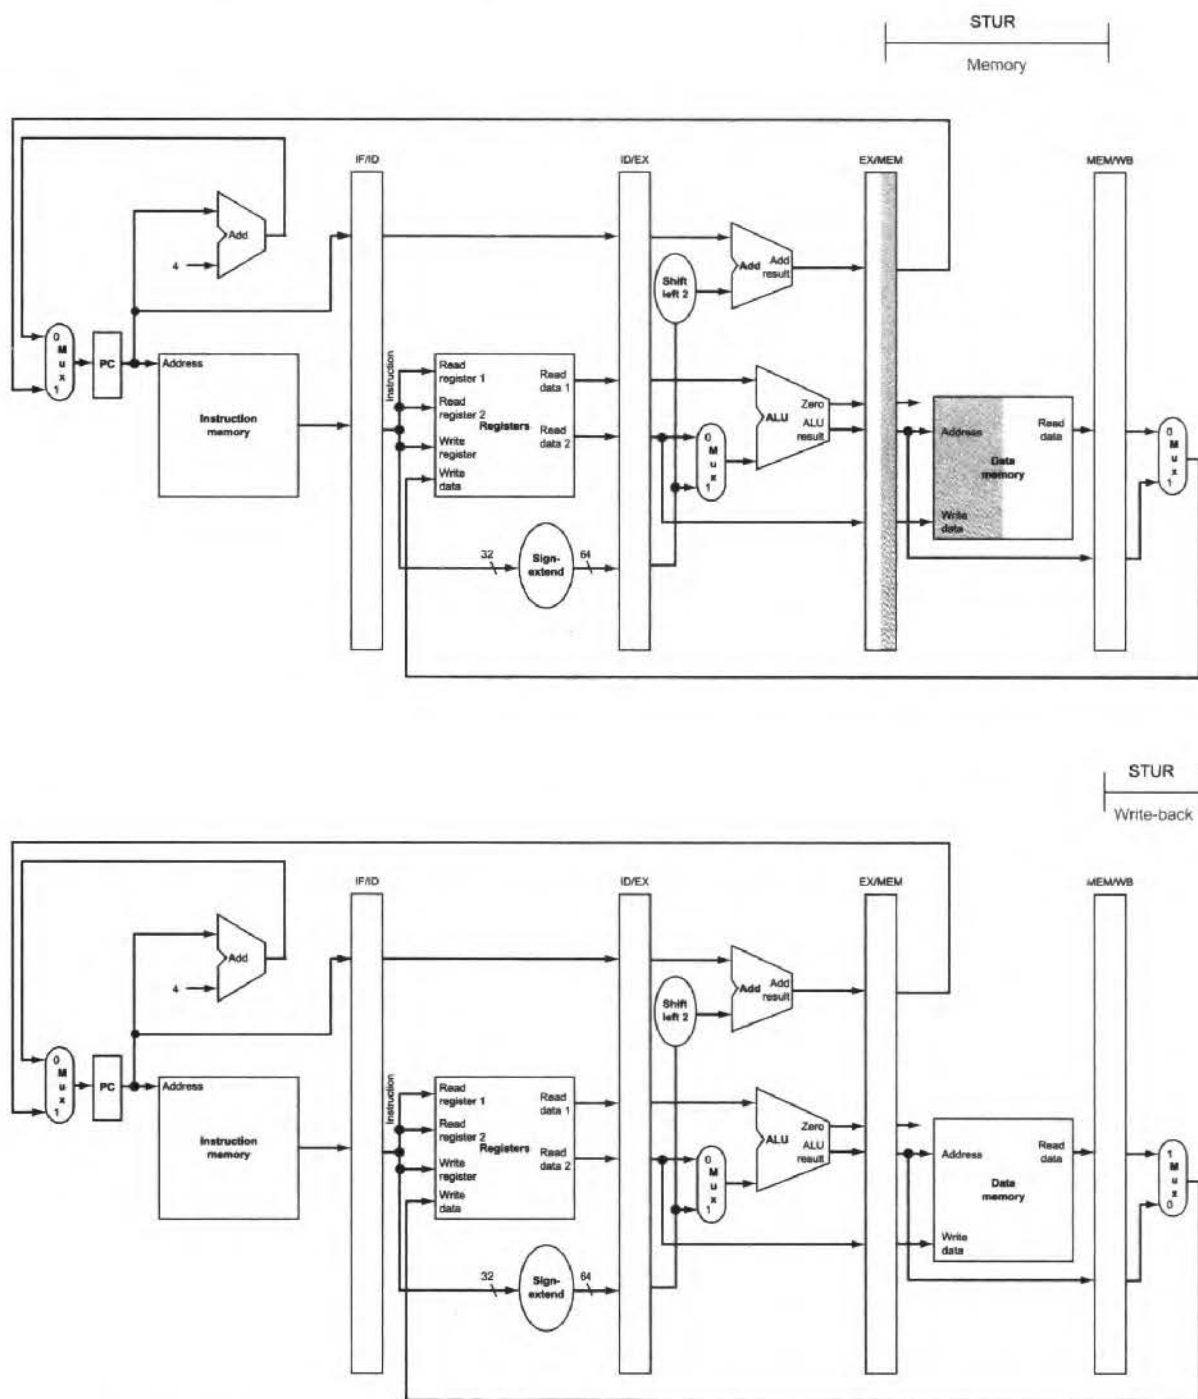 STUR
Memory
IF/ID
ID/EX
EX/MEM
MEM/WB
Add
4
Shift
left 2
Add
Add
result
0
M
u
x
1
PC
Address
Instruction
memory
Instruction
Read
register 1
Read
register 2
Write
register
Write
data
Registers
Read
data 1
Read
data 2
0
M
u
x
1
Zero
ALU
ALU
result
Address
Read
data
Data
memory
Write
data
0
M
u
x
1
32
Sign-
extend
64
STUR
Write-back
IF/ID
ID/EX
EX/MEM
MEM/WB
Add
4
Shift
left 2
Add
Add
result
0
M
u
x
1
PC
Address
Instruction
memory
Instruction
Read
register 1
Read
register 2
Write
register
Write
data
Registers
Read
data 1
Read
data 2
0
M
u
x
1
Zero
ALU
ALU
result
Address
Read
data
Data
memory
Write
data
1
M
u
x
0
32
Sign-
extend
64